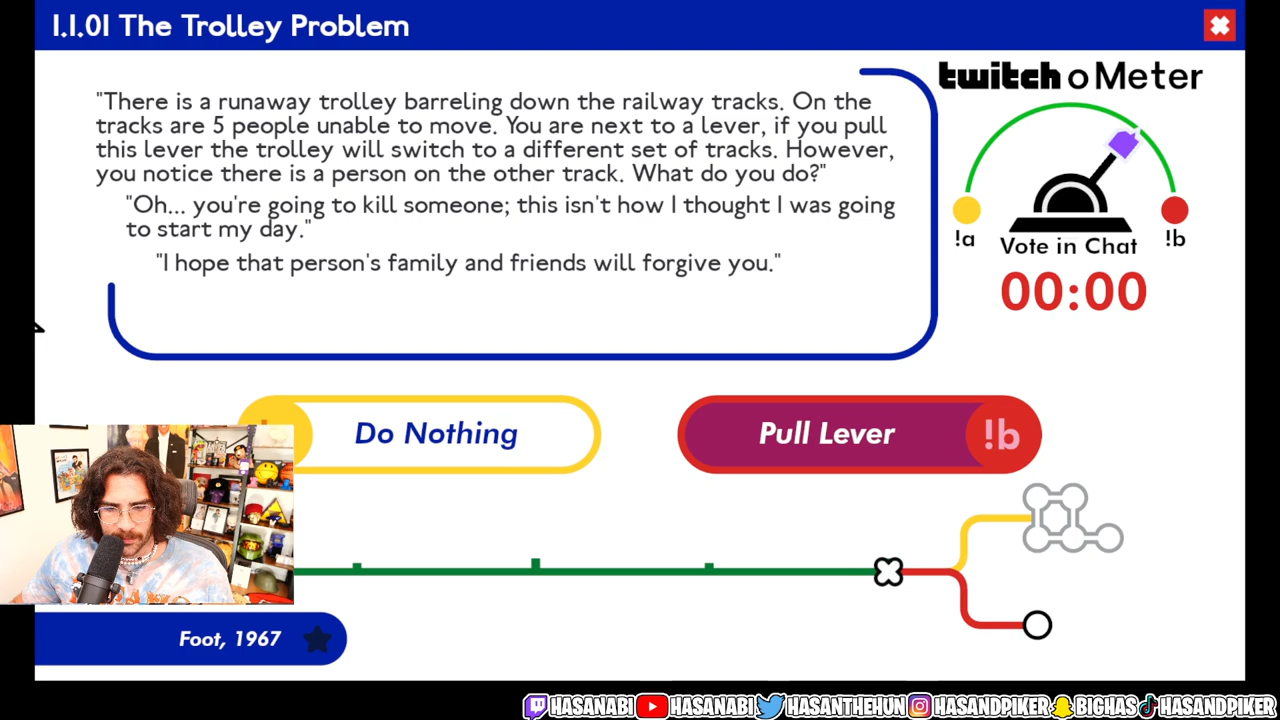 1.1.01 The Trolley Problem
twitch o Meter
"There is a runaway trolley barreling down the railway tracks. On the
tracks are 5 people unable to move. You are next to a lever, if you pull
this lever the trolley will switch to a different set of tracks. However,
you notice there is a person on the other track. What do you do?"
"Oh... you're going to kill someone; this isn't how I thought I was going
to start my day."
"I hope that person's family and friends will forgive you."
!a
Vote in Chat
!b
00:00
Do Nothing
Pull Lever
!b
Foot, 1967
HASANABI HASANABI HASANTHEHUN HASANDPIKER BIGHAS HASANDPIKER